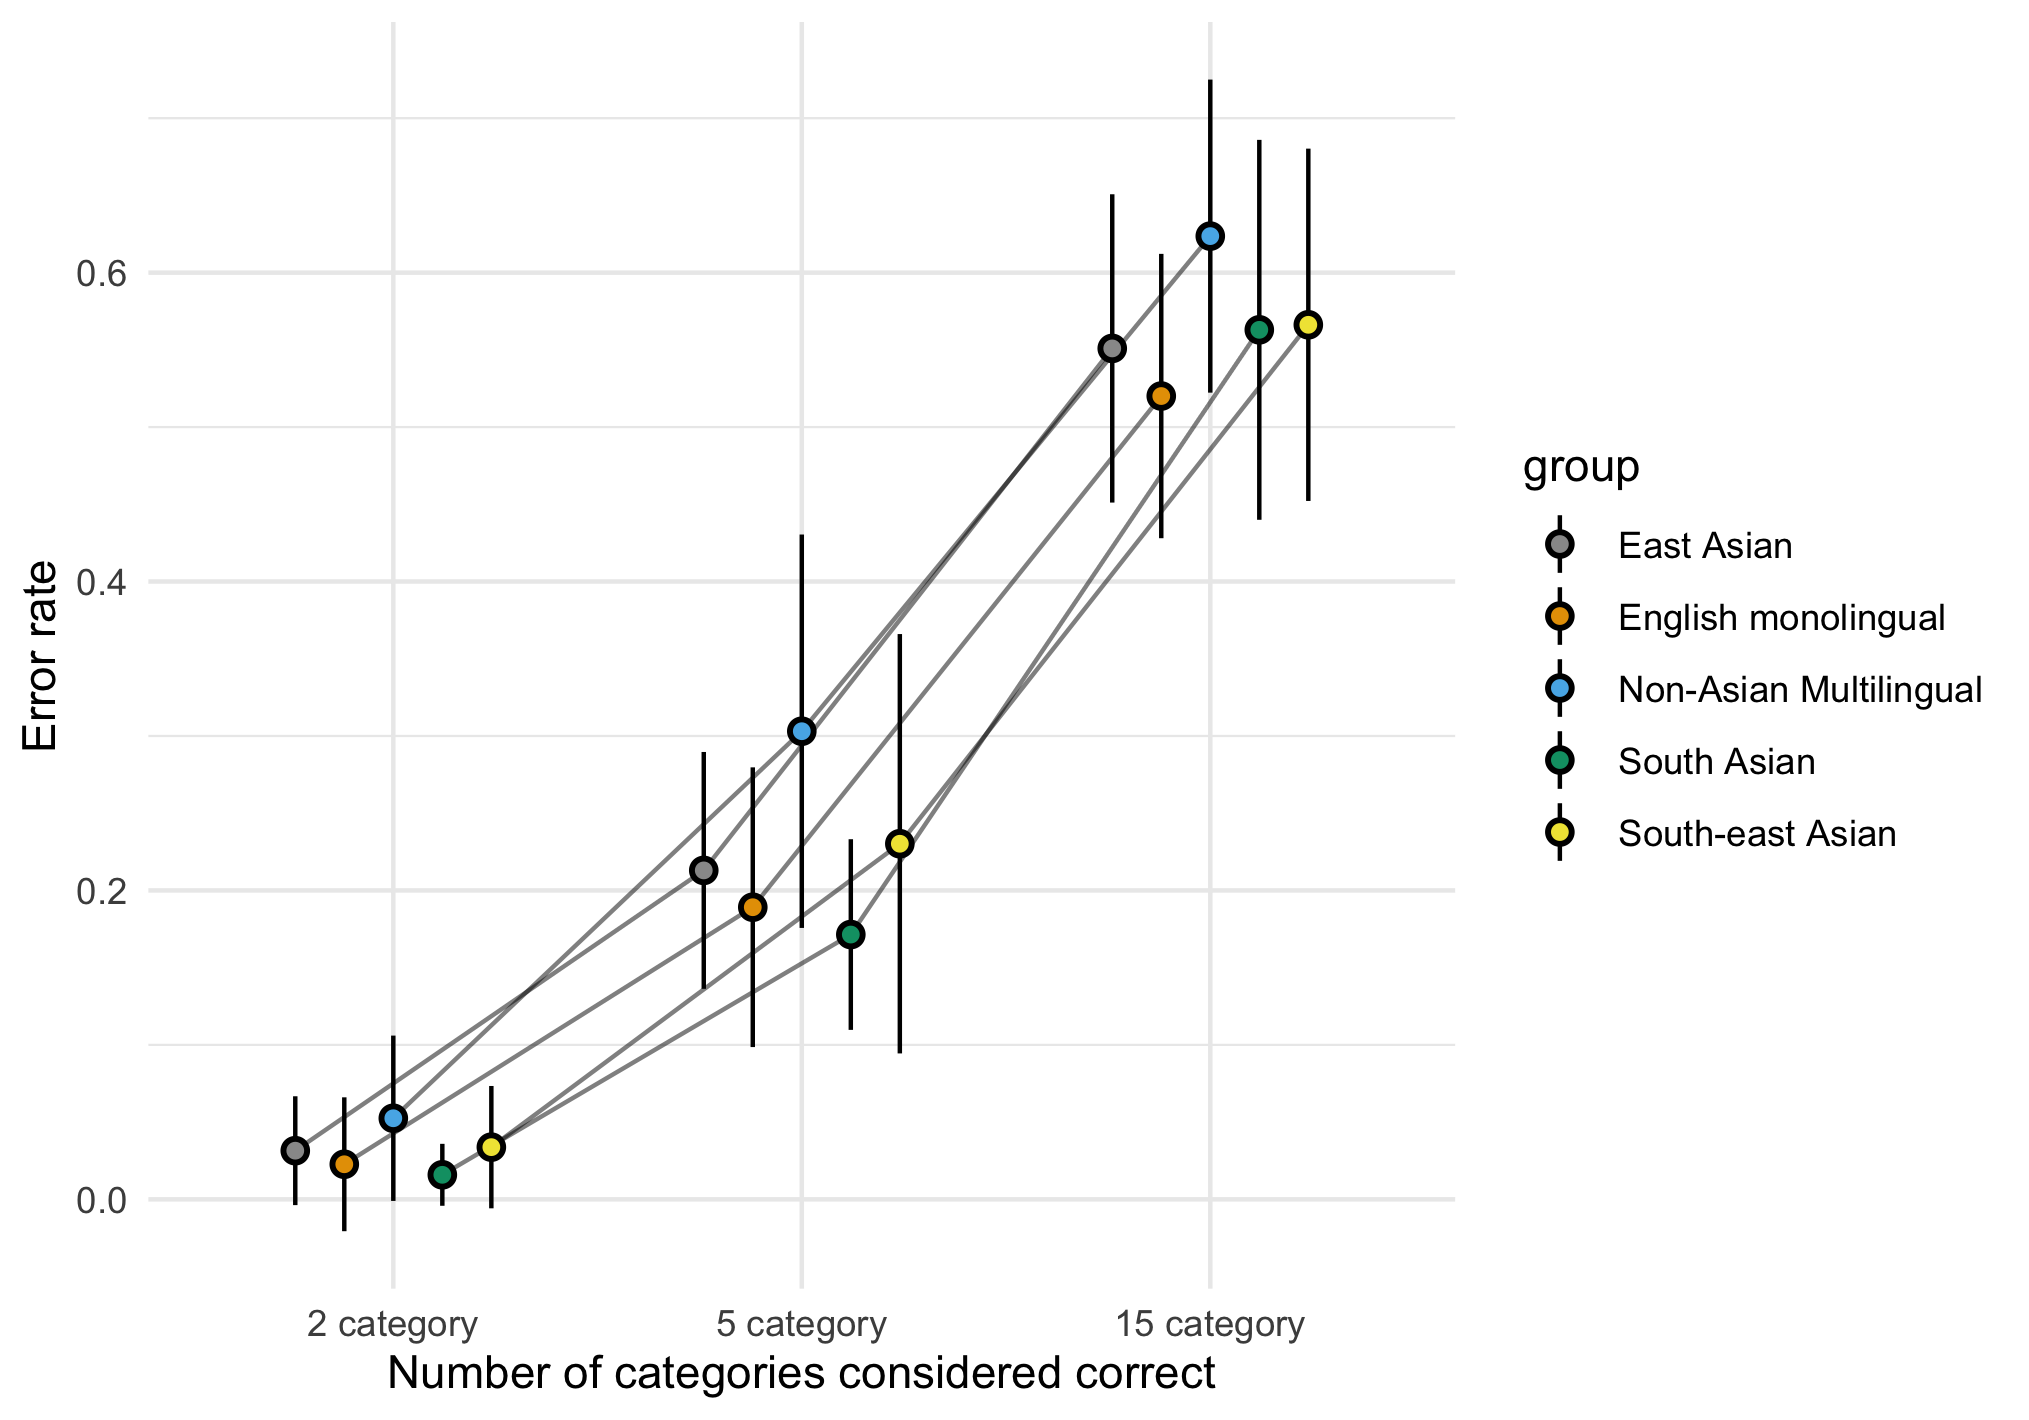 0.6
0.4
0.2
0.0
Error rate
2 category
5 category
15 category
Number of categories considered correct
group
East Asian
English monolingual
Non-Asian Multilingual
South Asian
South-east Asian